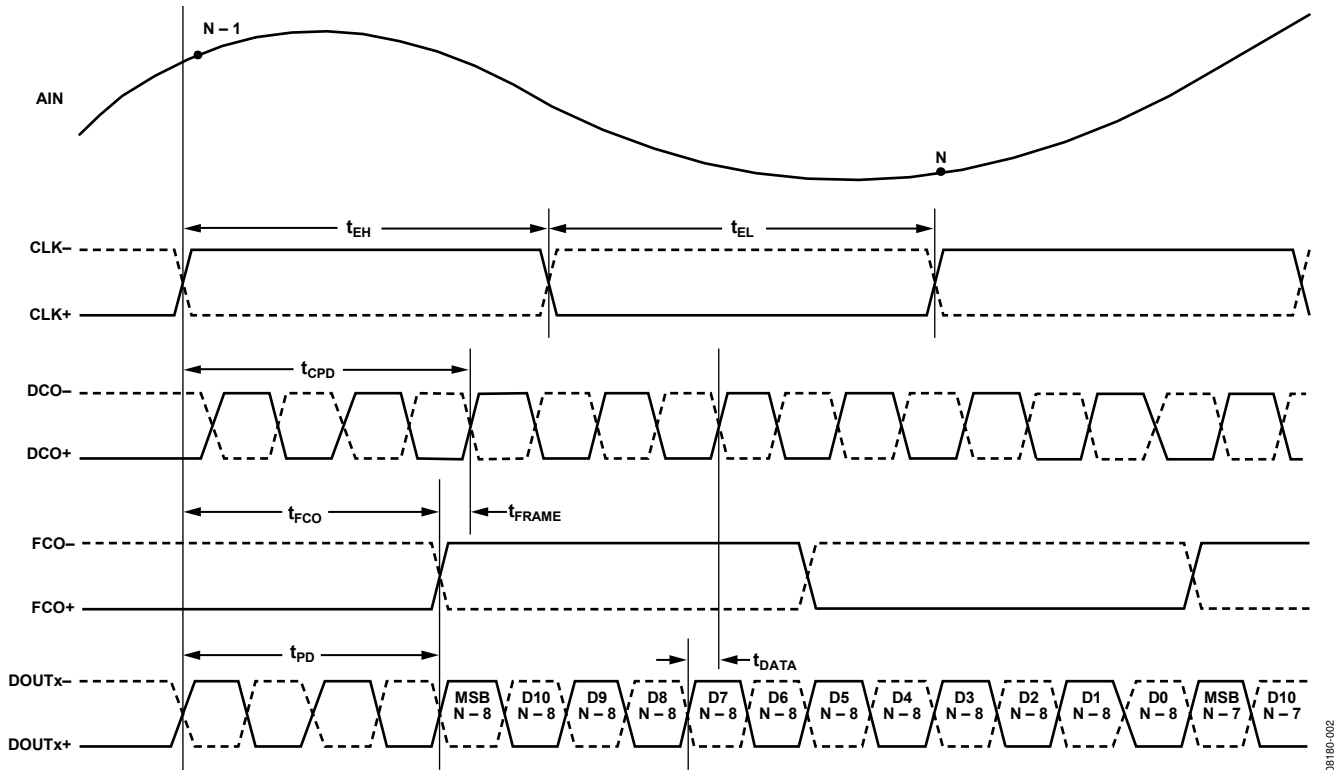 N – 1
AIN
N
tEH
tEL
CLK–
CLK+
tCPD
DCO–
DCO+
tFCO
tFRAME
FCO–
FCO+
tPD
tDATA
DOUTx–
DOUTx+
MSB N – 8
D10 N – 8
D9 N – 8
D8 N – 8
D7 N – 8
D6 N – 8
D5 N – 8
D4 N – 8
D3 N – 8
D2 N – 8
D1 N – 8
D0 N – 8
MSB N – 7
D10 N – 7
08180-002